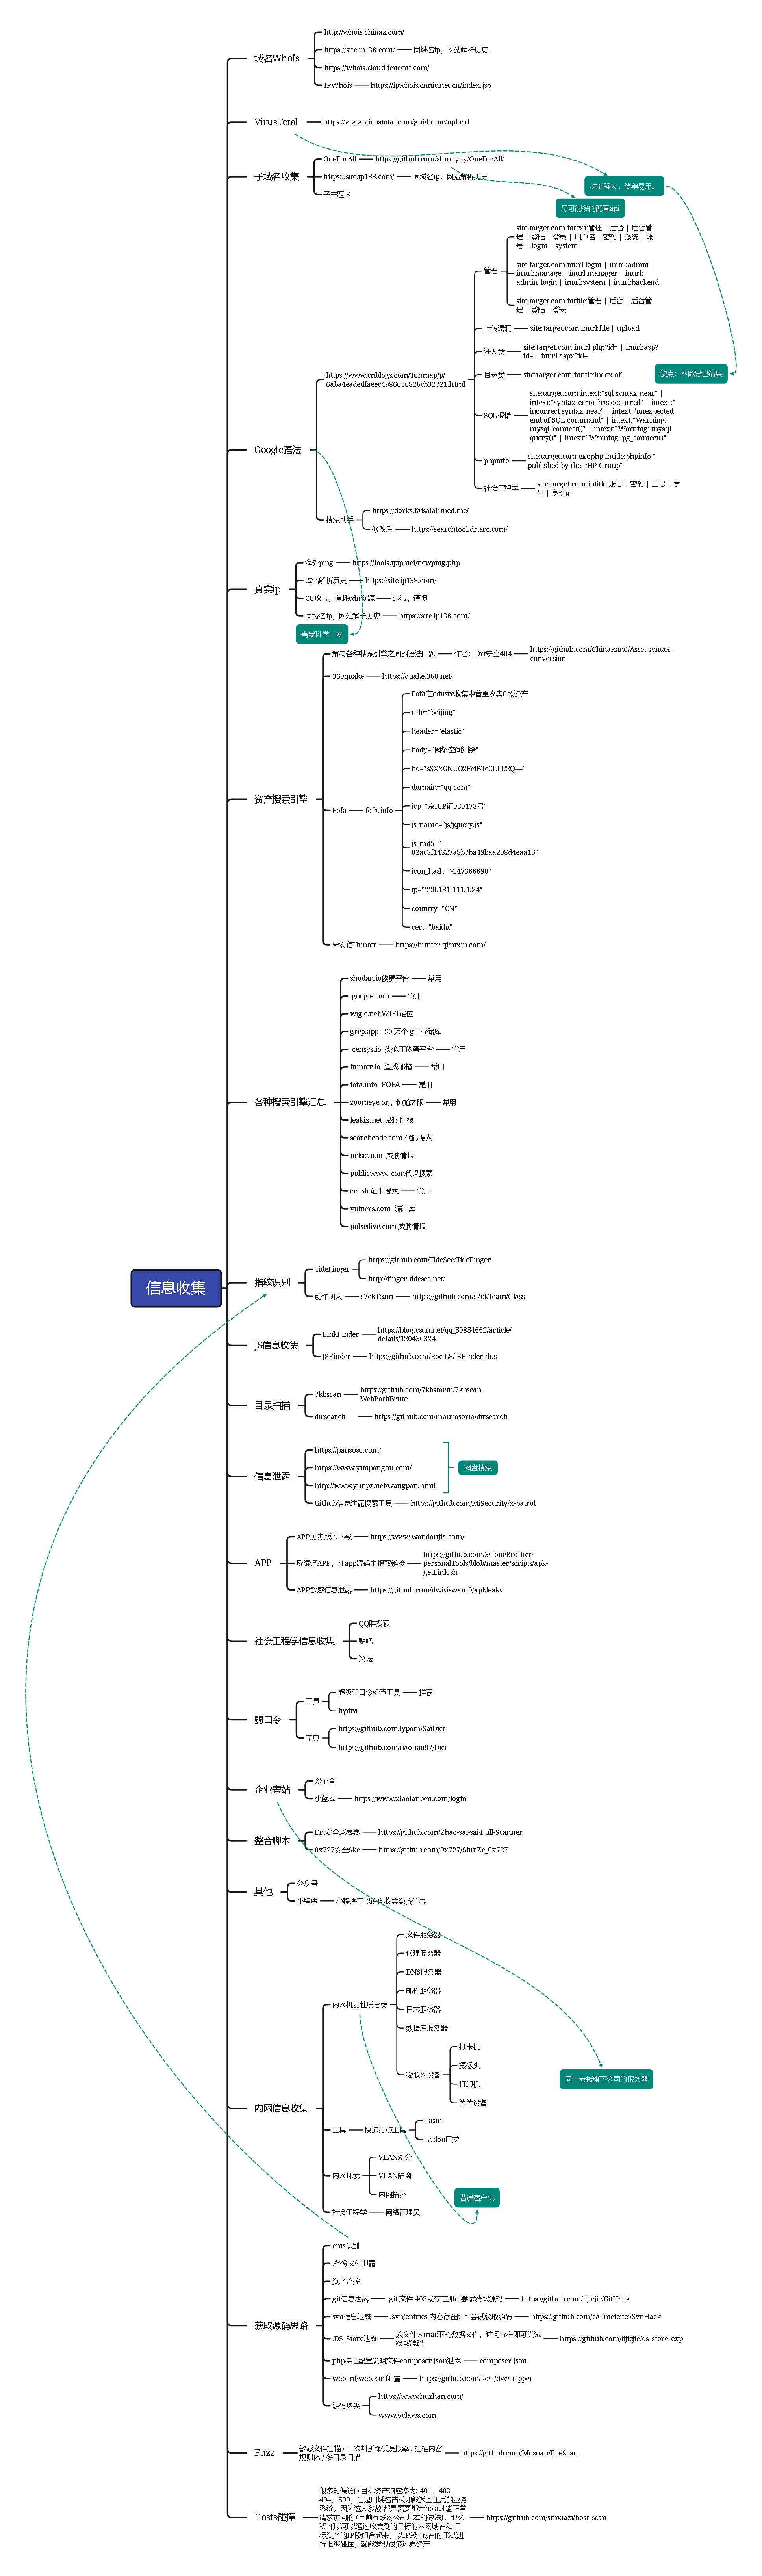 域名Whois
http://whois.chinaz.com/
https://site.ip138.com/
同域名ip，网站解析历史
https://whois.cloud.tencent.com/
IPWhois
https://ipwhois.cnnic.net.cn/index.jsp
VirusTotal
https://www.virustotal.com/gui/home/upload
子域名收集
OneForAll
https://github.com/shmilylty/OneForAll/
https://site.ip138.com/
同域名ip，网站解析历史
子主题 3
功能强大，简单易用。
尽可能多的配置api
缺点：不能导出结果
Google语法
https://www.cnblogs.com/T0nmap/p/
6aba4eadedfaeec4986056826cb32721.html
管理
site:target.com intext:管理 | 后台 | 后台管
理 | 登陆 | 登录 | 用户名 | 密码 | 系统 | 账
号 | login | system
site:target.com inurl:login | inurl:admin |
inurl:manage | inurl:manager | inurl:
admin_login | inurl:system | inurl:backend
site:target.com intitle:管理 | 后台 | 后台管
理 | 登陆 | 登录
上传漏洞
site:target.com inurl:file | upload
注入类
site:target.com inurl:php?id= | inurl:asp?
id= | inurl:aspx?id=
目录类
site:target.com intitle:index.of
SQL报错
site:target.com intext:"sql syntax near" |
intext:"syntax error has occurred" | intext:"
incorrect syntax near" | intext:"unexpected
end of SQL command" | intext:"Warning:
mysql_connect()" | intext:"Warning: mysql_
query()" | intext:"Warning: pg_connect()"
phpinfo
site:target.com ext:php intitle:phpinfo "
published by the PHP Group"
社会工程学
site:target.com intitle:账号 | 密码 | 工号 | 学
号 | 身份证
搜索助手
https://dorks.faisalahmed.me/
修改后
https://searchtool.drtsrc.com/
真实Ip
海外ping
https://tools.ipip.net/newping.php
域名解析历史
https://site.ip138.com/
CC攻击，消耗cdn资源
违法，谨慎
同域名ip，网站解析历史
https://site.ip138.com/
需要科学上网
资产搜索引擎
解决各种搜索引擎之间的语法问题
作者：Drt安全404
https://github.com/ChinaRan0/Asset-syntax-
conversion
360quake
https://quake.360.net/
Fofa
fofa.info
Fofa在edusrc收集中着重收集C段资产
title="beijing"
header="elastic"
body="网络空间测绘"
fid="sSXXGNUO2FefBTcCLIT/2Q=="
domain="qq.com"
icp="京ICP证030173号"
js_name="js/jquery.js"
js_md5="
82ac3f14327a8b7ba49baa208d4eaa15"
icon_hash="-247388890"
ip="220.181.111.1/24"
country="CN"
cert="baidu"
奇安信Hunter
https://hunter.qianxin.com/
各种搜索引擎汇总
shodan.io傻蛋平台
常用
google.com
常用
wigle.net WIFI定位
grep.app 50 万个 git 存储库
censys.io 类似于傻蛋平台
常用
hunter.io 查找邮箱
常用
fofa.info FOFA
常用
zoomeye.org 钟馗之眼
常用
leakix.net 威胁情报
searchcode.com 代码搜索
urlscan.io 威胁情报
publicwww. com代码搜索
crt.sh 证书搜索
常用
vulners.com 漏洞库
pulsedive.com 威胁情报
信息收集
指纹识别
TideFinger
https://github.com/TideSec/TideFinger
http://finger.tidesec.net/
创作团队
s7ckTeam
https://github.com/s7ckTeam/Glass
JS信息收集
LinkFinder
https://blog.csdn.net/qq_50854662/article/
details/120436324
JSFinder
https://github.com/Roc-L8/JSFinderPlus
目录扫描
7kbscan
https://github.com/7kbstorm/7kbscan-
WebPathBrute
dirsearch
https://github.com/maurosoria/dirsearch
信息泄露
https://pansoso.com/
https://www.yunpangou.com/
http://www.yunpz.net/wangpan.html
网盘搜索
Github信息泄露搜索工具
https://github.com/MiSecurity/x-patrol
APP
APP历史版本下载
https://www.wandoujia.com/
反编译APP，在app源码中提取链接
https://github.com/3stoneBrother/
personalTools/blob/master/scripts/apk-
getLink.sh
APP敏感信息泄露
https://github.com/dwisiswant0/apkleaks
社会工程学信息收集
QQ群搜索
贴吧
论坛
弱口令
工具
超级弱口令检查工具
推荐
hydra
字典
https://github.com/lypom/SaiDict
https://github.com/tiaotiao97/Dict
企业旁站
爱企查
小蓝本
https://www.xiaolanben.com/login
整合脚本
Drt安全赵赛赛
https://github.com/Zhao-sai-sai/Full-Scanner
0x727安全Ske
https://github.com/0x727/ShuiZe_0x727
其他
公众号
小程序
小程序可以逆向收集隐藏信息
内网信息收集
内网机器性质分类
文件服务器
代理服务器
DNS服务器
邮件服务器
日志服务器
数据库服务器
物联网设备
打卡机
摄像头
打印机
等等设备
同一老板旗下公司的服务器
工具
快速打点工具
fscan
Ladon巨龙
内网环境
VLAN划分
VLAN隔离
内网拓扑
社会工程学
网络管理员
普通客户机
获取源码思路
cms识别
.备份文件泄露
资产监控
git信息泄露
.git 文件 403或存在即可尝试获取源码
https://github.com/lijiejie/GitHack
svn信息泄露
.svn/entries 内容存在即可尝试获取源码
https://github.com/callmefeifei/SvnHack
.DS_Store泄露
该文件为mac下的数据文件，访问存在即可尝试
获取源码
https://github.com/lijiejie/ds_store_exp
php特性配置说明文件composer.json泄露
composer.json
web-inf/web.xml泄露
https://github.com/kost/dvcs-ripper
源码购买
https://www.huzhan.com/
www.6claws.com
Fuzz
敏感文件扫描 / 二次判断降低误报率 / 扫描内容
规则化 / 多目录扫描
https://github.com/Mosuan/FileScan
Hosts碰撞
很多时候访问目标资产响应多为: 401、403、
404、500，但是用域名请求却能返回正常的业务
系统，因为这大多数 都是需要绑定host才能正常
请求访问的 (目前互联网公司基本的做法)，那么
我 们就可以通过收集到的目标的内网域名和 目
标资产的IP段组合起来，以IP段+域名的 形式进
行捆绑碰撞，就能发现很多边界资产
https://github.com/smxiazi/host_scan